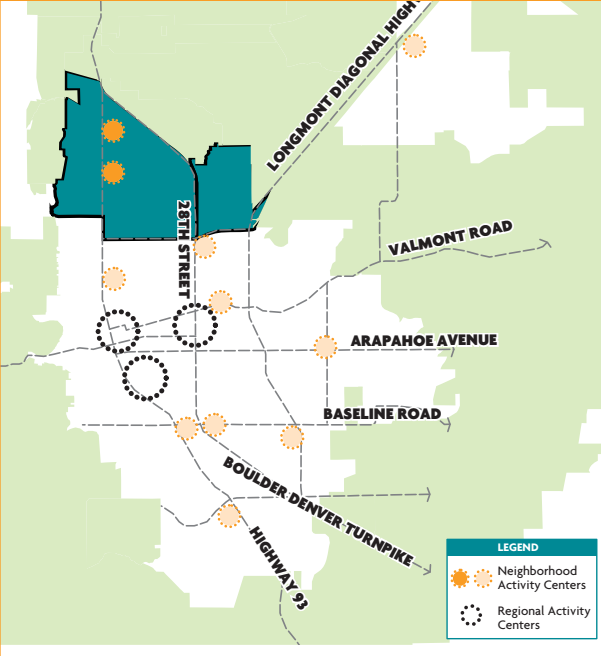 LONGMONT DIAGONAL HIGH
28TH STREET
VALMONT ROAD
ARAPAHOE AVENUE
BASELINE ROAD
BOULDER DENVER TURNPIKE
HIGHWAY 93
LEGEND
Neighborhood
Activity Centers
Regional Activity
Centers